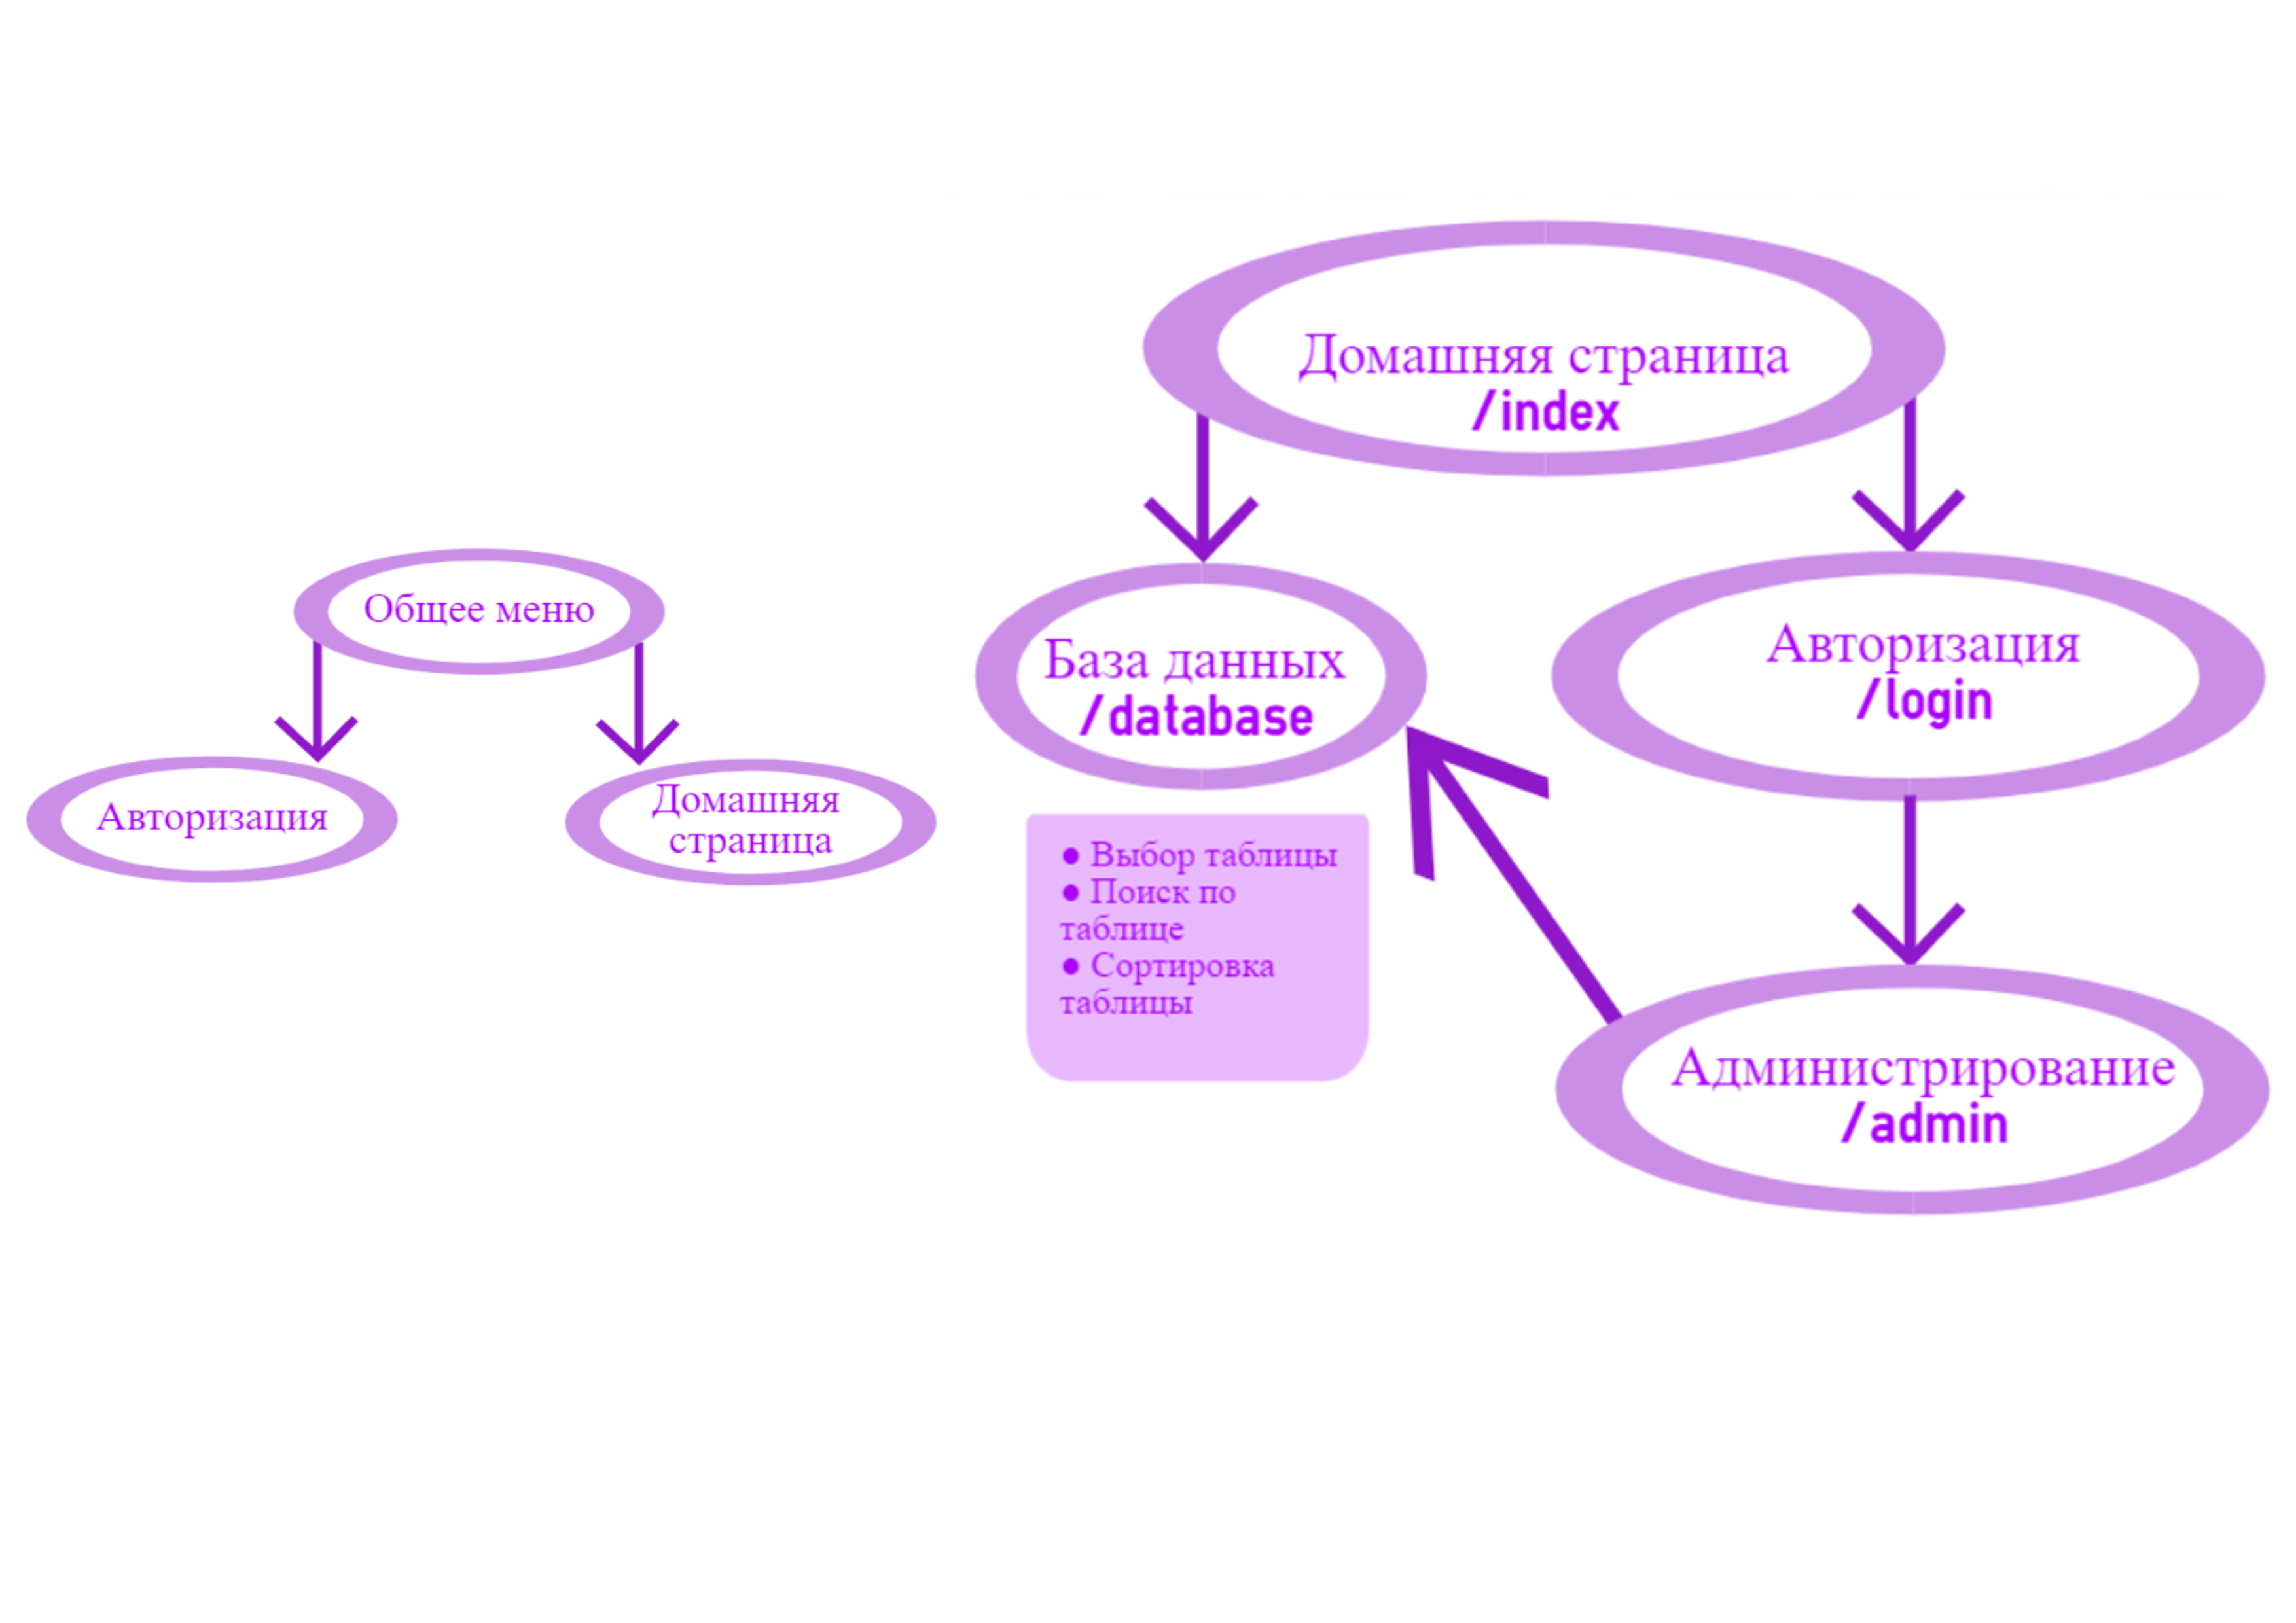 Общее меню
Авторизация
Домашняя
страница
Домашняя страница
/index
База данных
/database
Авторизация
/login
● Выбор таблицы
● Поиск по
таблице
● Сортировка
таблицы
Администрирование
/admin